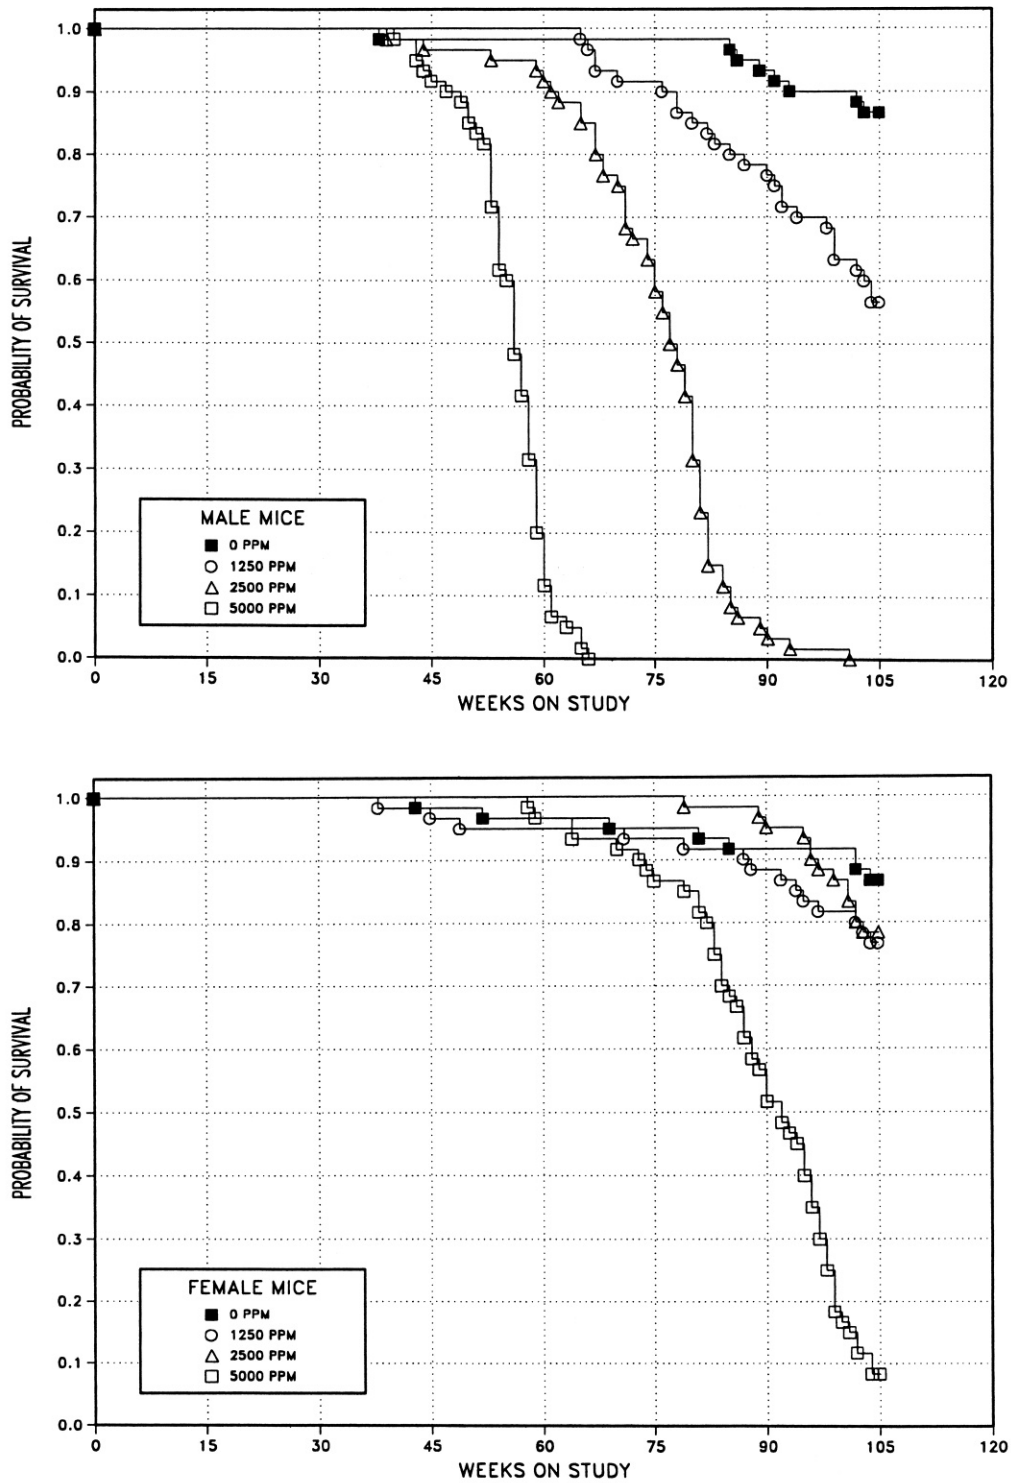 1.0
0.9
0.8
0.7
0.6
0.5
0.4
0.3
0.2
0.1
0.0
PROBABILITY OF SURVIVAL
MALE MICE
0 PPM
1250 PPM
2500 PPM
5000 PPM
0 15 30 45 60 75 90 105 120
WEEKS ON STUDY
1.0
0.9
0.8
0.7
0.6
0.5
0.4
0.3
0.2
0.1
0.0
PROBABILITY OF SURVIVAL
FEMALE MICE
0 PPM
1250 PPM
2500 PPM
5000 PPM
0 15 30 45 60 75 90 105 120
WEEKS ON STUDY